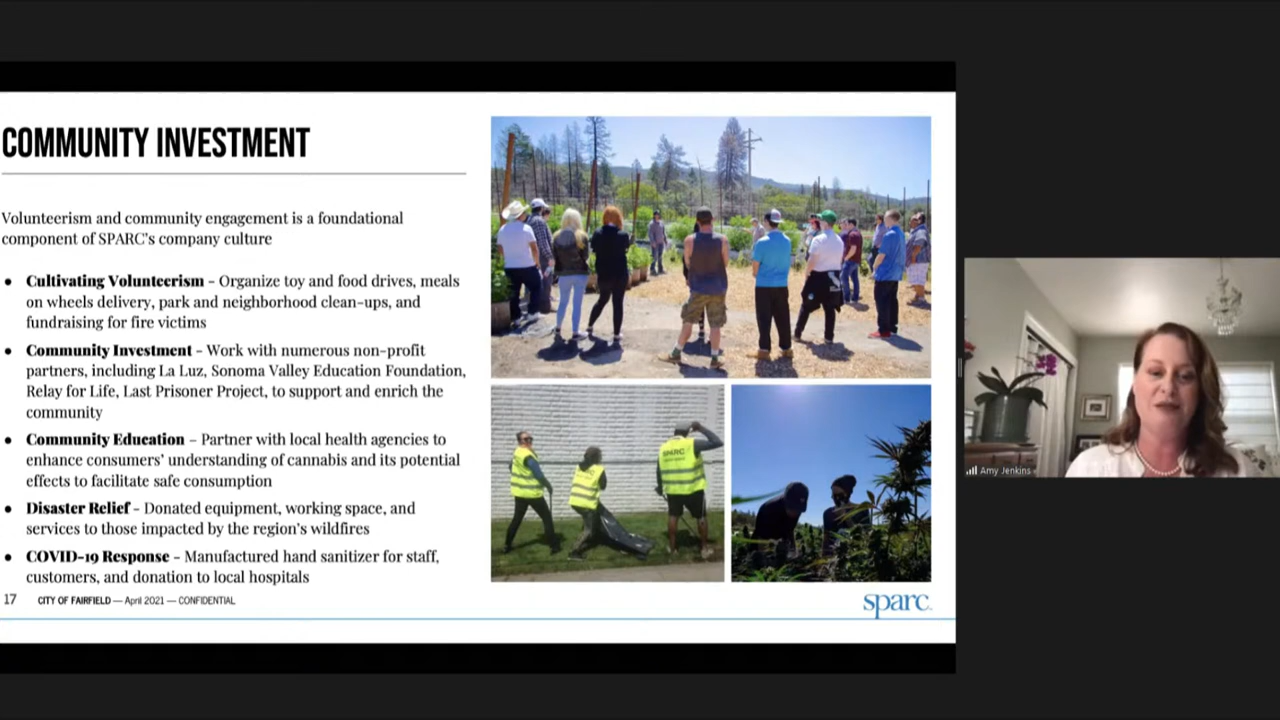 COMMUNITY INVESTMENT
Volunteerism and community engagement is a foundational
component of SPARC's company culture
● Cultivating Volunteerism - Organize toy and food drives, meals
on wheels delivery, park and neighborhood clean-ups, and
fundraising for fire victims
● Community Investment - Work with numerous non-profit
partners, including La Luz, Sonoma Valley Education Foundation,
Relay for Life, Last Prisoner Project, to support and enrich the
community
● Community Education – Partner with local health agencies to
enhance consumers' understanding of cannabis and its potential
effects to facilitate safe consumption
● Disaster Relief - Donated equipment, working space, and
services to those impacted by the region's wildfires
● COVID-19 Response - Manufactured hand sanitizer for staff,
customers, and donation to local hospitals
17 CITY OF FAIRFIELD — April 2021 — CONFIDENTIAL
SPARC
sparc
Amy Jenkins